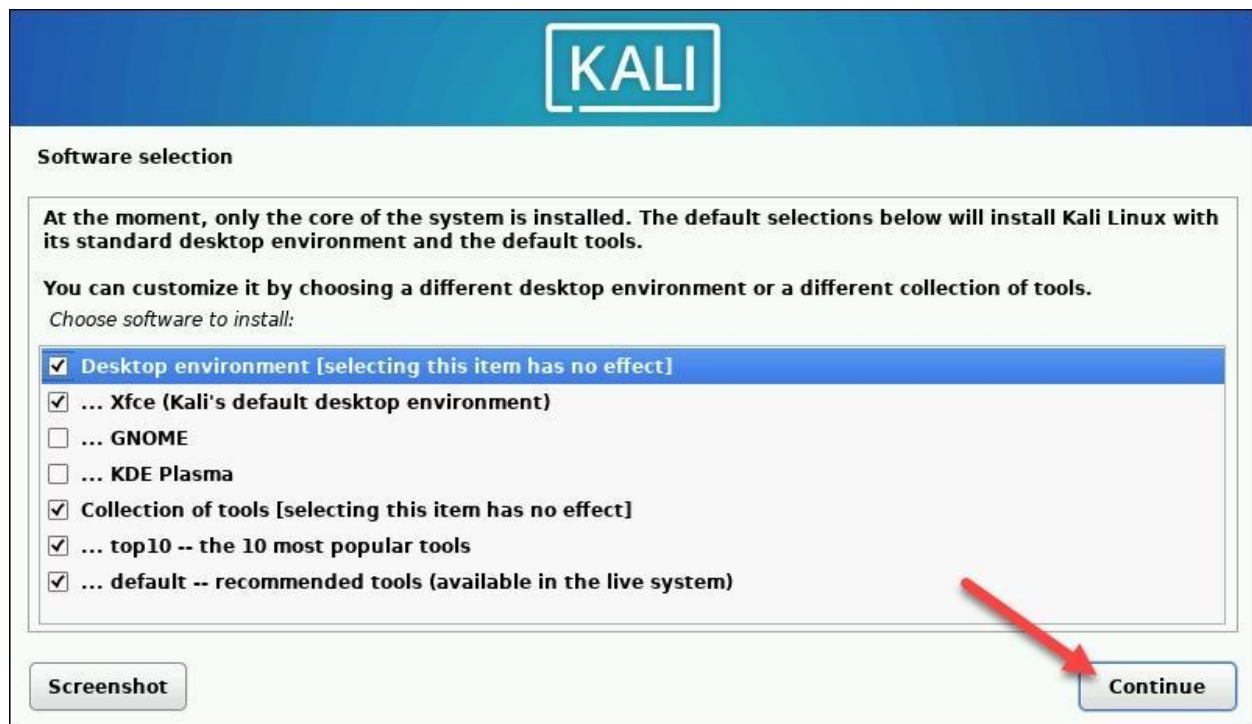 KALI
Software selection
At the moment, only the core of the system is installed. The default selections below will install Kali Linux with
its standard desktop environment and the default tools.
You can customize it by choosing a different desktop environment or a different collection of tools.
Choose software to install:
Desktop environment [selecting this item has no effect]
... Xfce (Kali's default desktop environment)
... GNOME
... KDE Plasma
Collection of tools [selecting this item has no effect]
... top10 -- the 10 most popular tools
... default -- recommended tools (available in the live system)
Screenshot
Continue